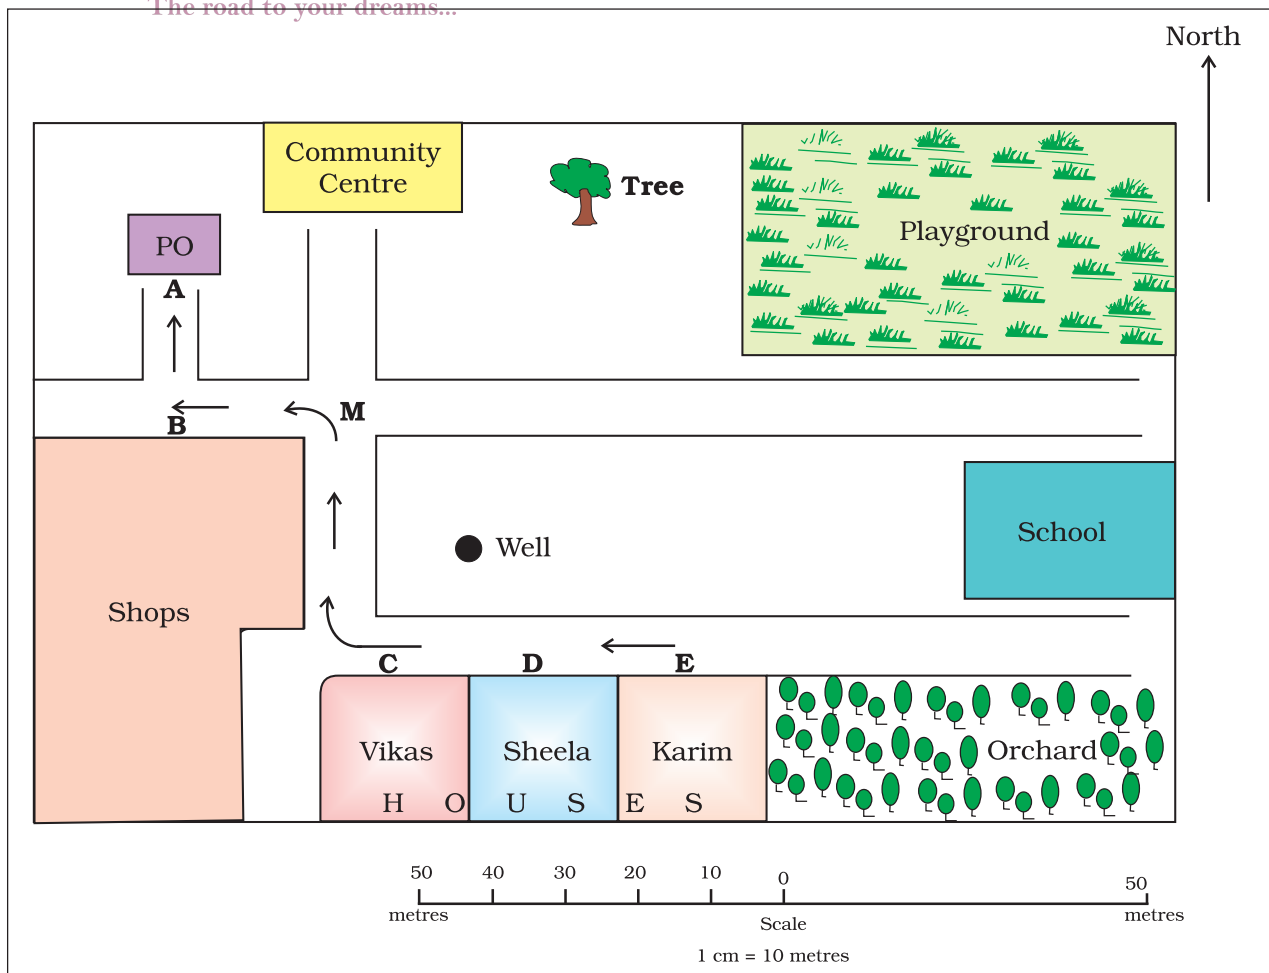 The road to your dreams...
North
Community
Centre
Tree
PO
Playground
A
M
B
School
Well
Shops
C D E
Vikas Sheela Karim Orchard
H O U S E S
50 40 30 20 10 0 50
metres metres
Scale
1 cm = 10 metres